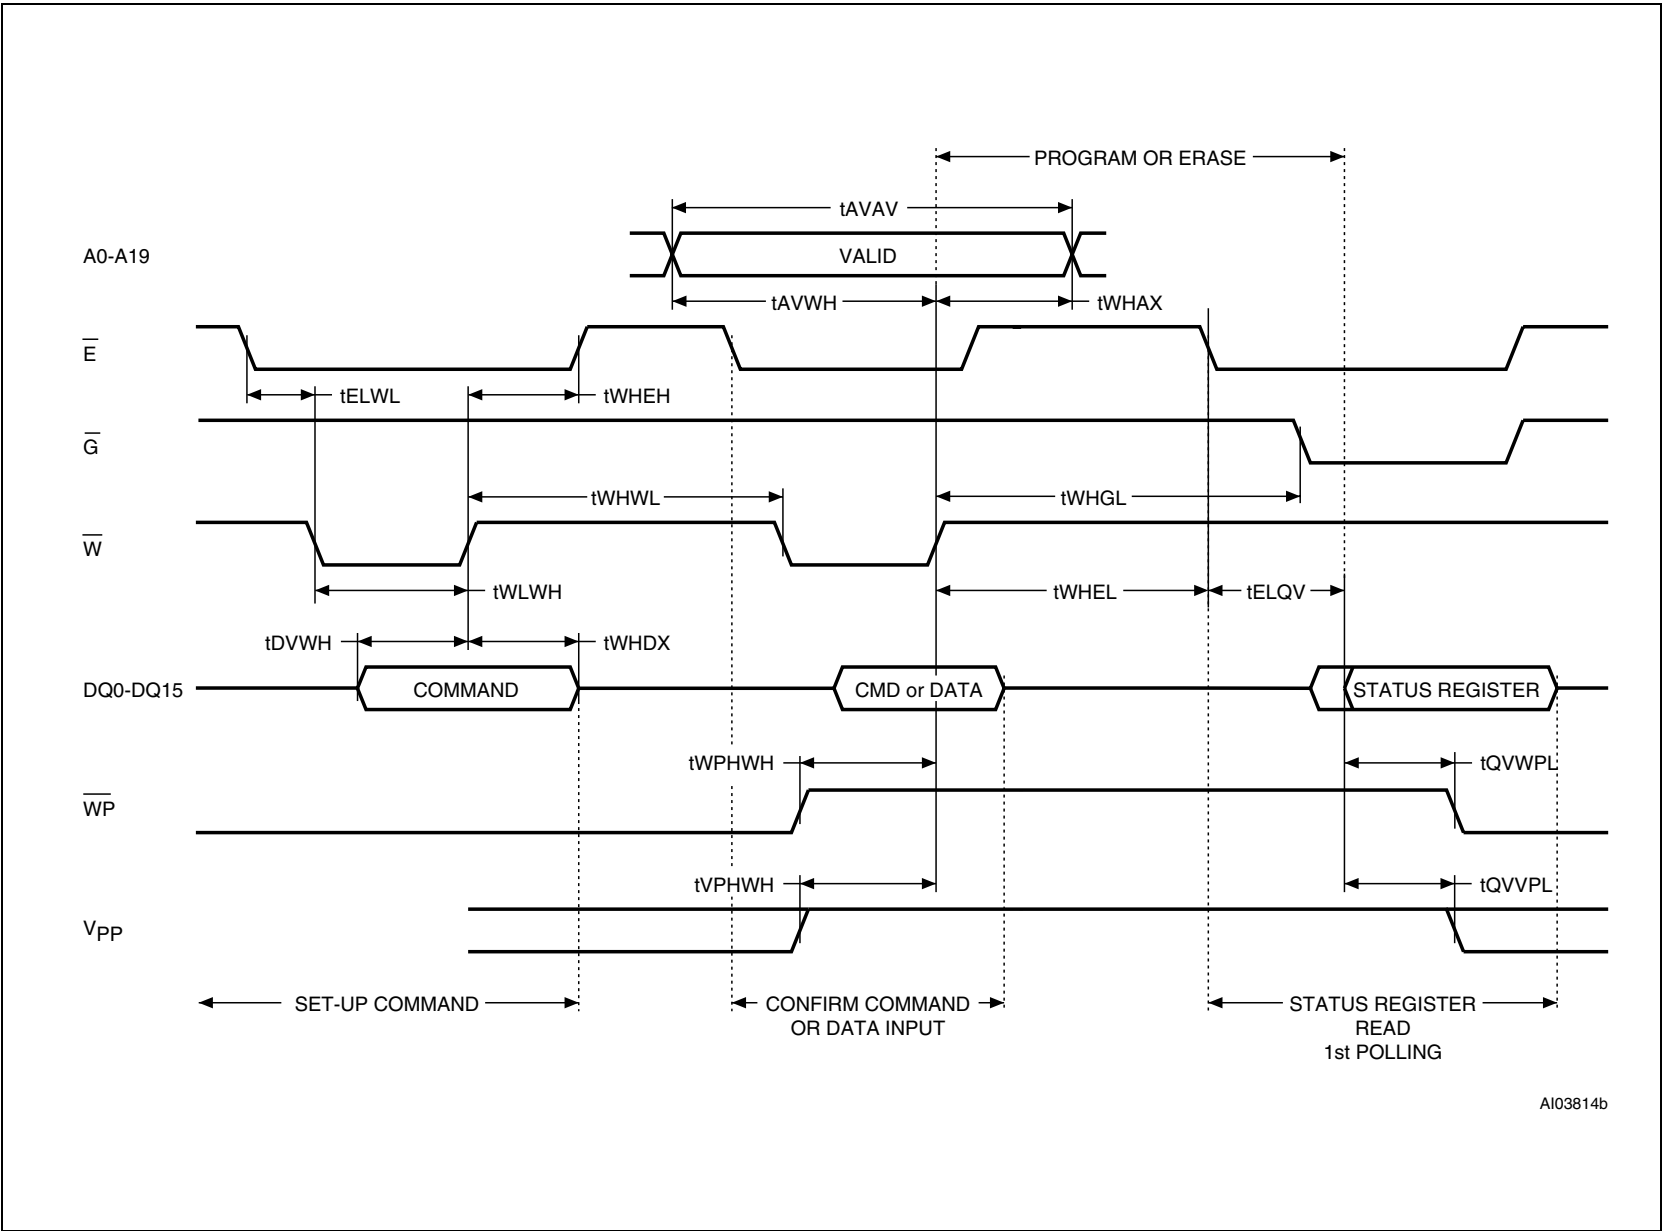 PROGRAM OR ERASE
tAVAV
A0-A19
VALID
tAVWH
tWHAX
E
tELWL
tWHEH
G
tWHWL
tWHGL
W
tWLWH
tWHEL
tELQV
tDVWH
tWHDX
DQ0-DQ15
COMMAND
CMD or DATA
STATUS REGISTER
tWPHWH
tQVWPL
WP
tVPHWH
tQVVPL
VPP
SET-UP COMMAND
CONFIRM COMMAND
OR DATA INPUT
STATUS REGISTER
READ
1st POLLING
AI03814b